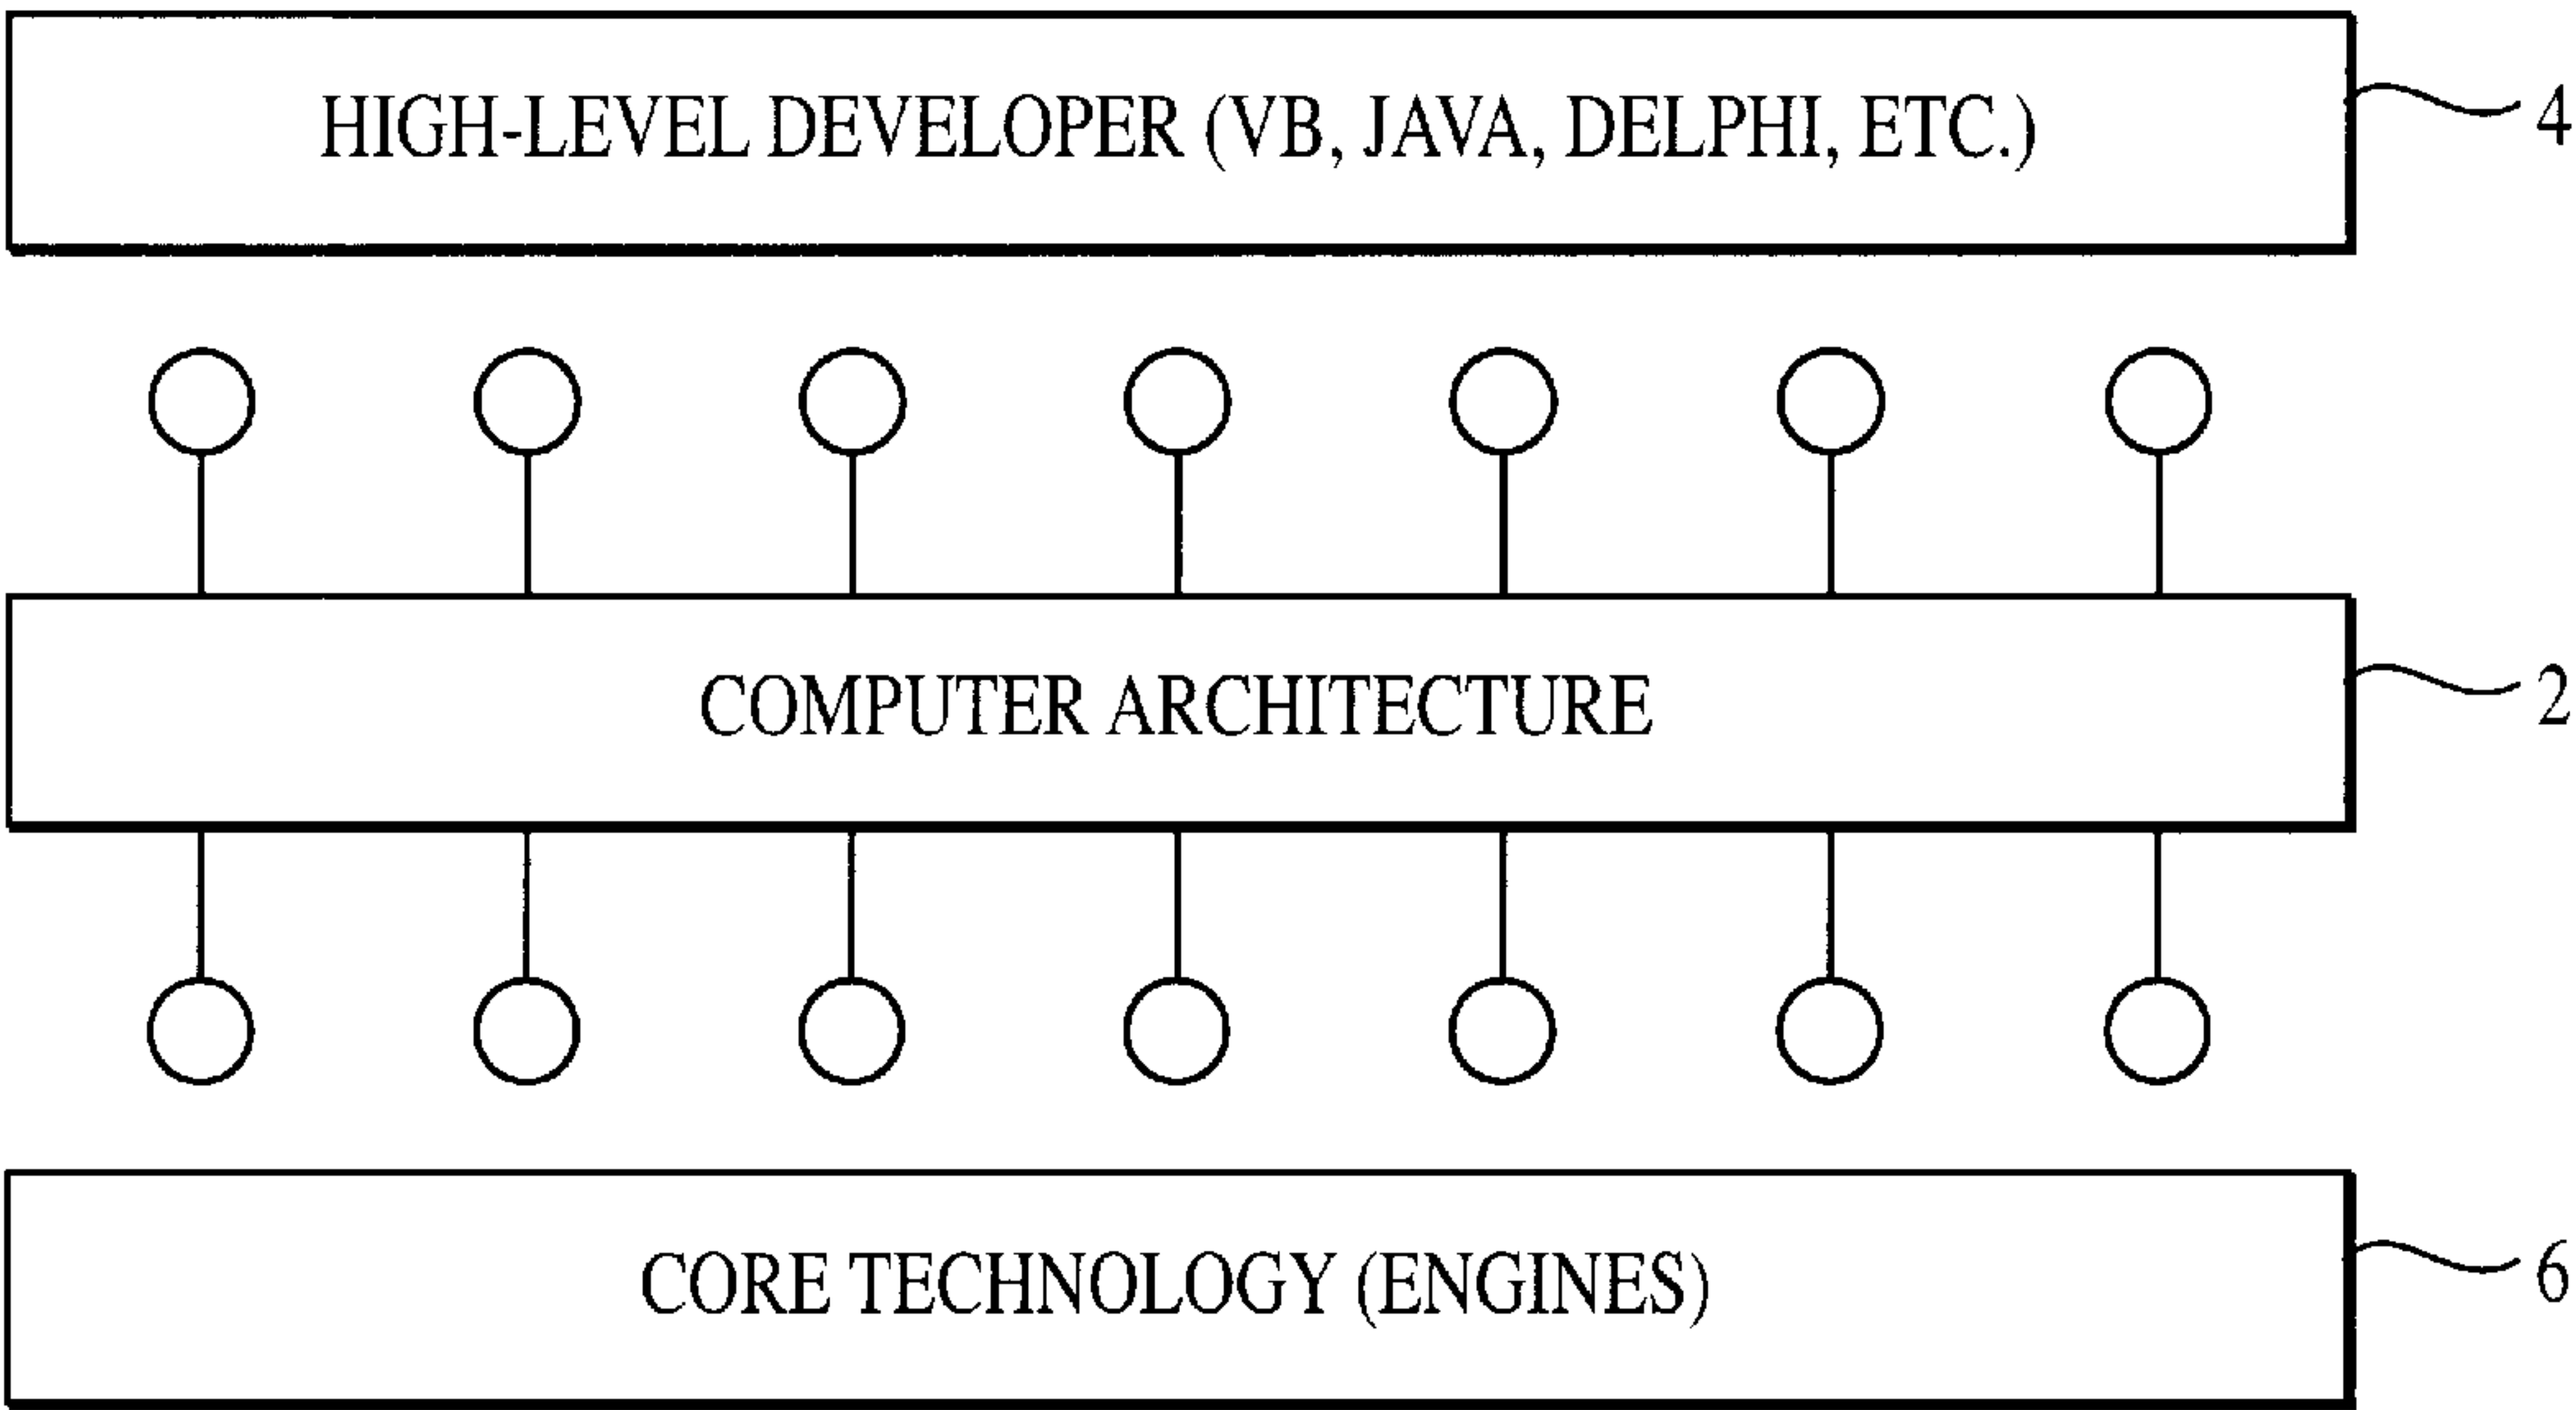 HIGH-LEVEL DEVELOPER (VB, JAVA, DELPHI, ETC.)
4
COMPUTER ARCHITECTURE
2
CORE TECHNOLOGY (ENGINES)
6